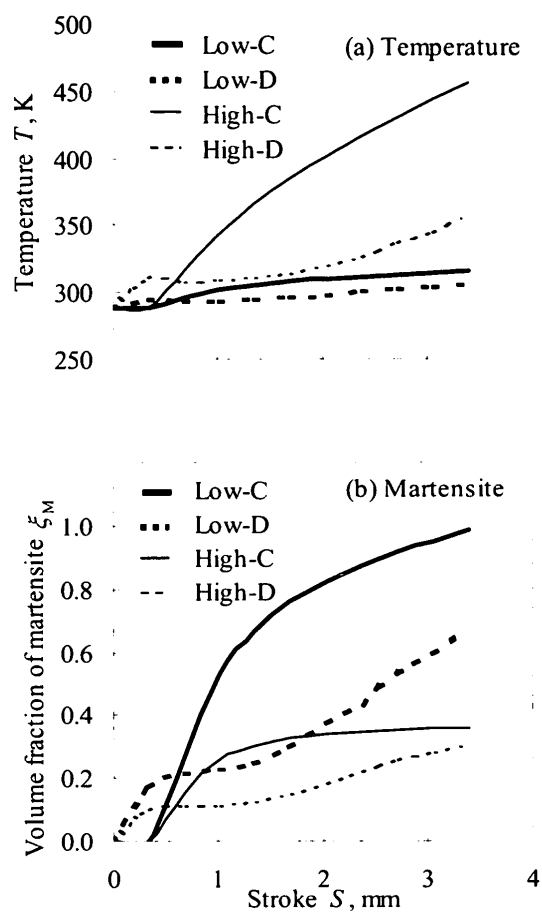 500
Low-C
(a) Temperature
Low-D
450
High-C
400
High-D
350
300
250
Temperature T, K
Low-C
(b) Martensite
Low-D
1.0
High-C
0.8
High-D
0.6
0.4
0.2
0.0
Volume fraction of martensite ξM
0 1 2 3 4
Stroke S, mm